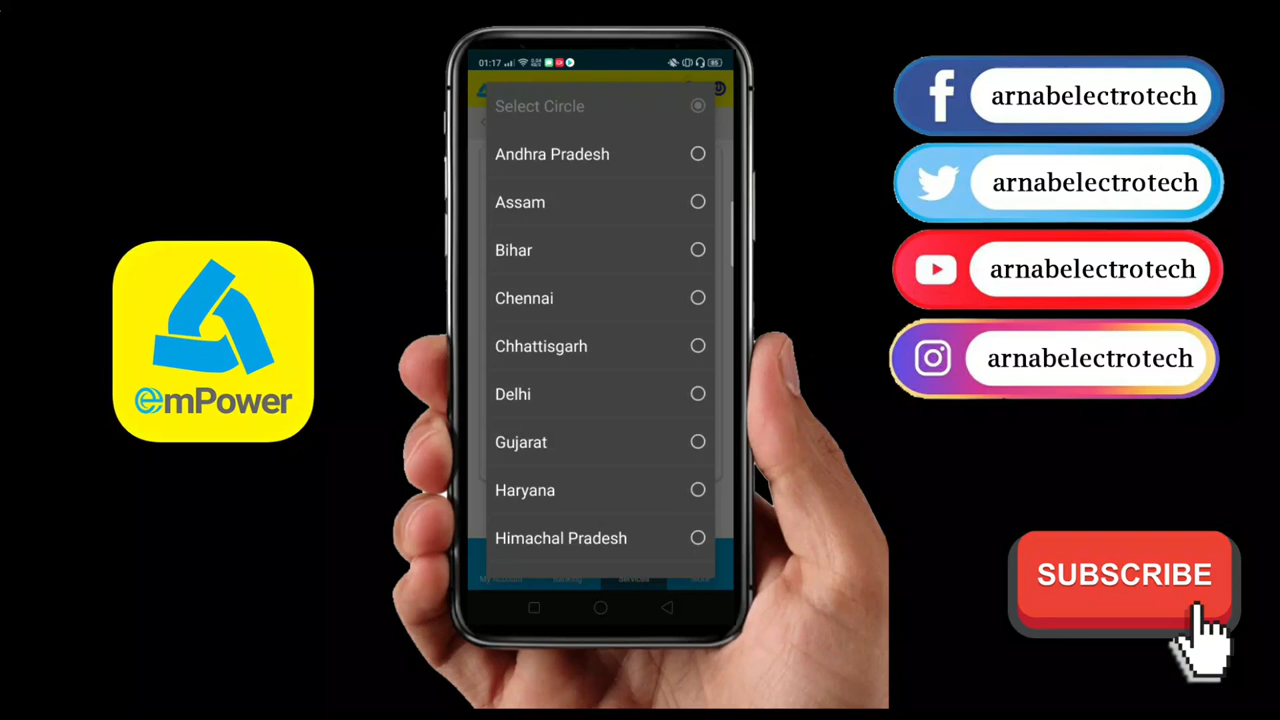 01:17
Select Circle
Andhra Pradesh
Assam
Bihar
Chennai
Chhattisgarh
Delhi
Gujarat
Haryana
Himachal Pradesh
Services
emPower
arnabelectrotech
arnabelectrotech
arnabelectrotech
arnabelectrotech
SUBSCRIBE